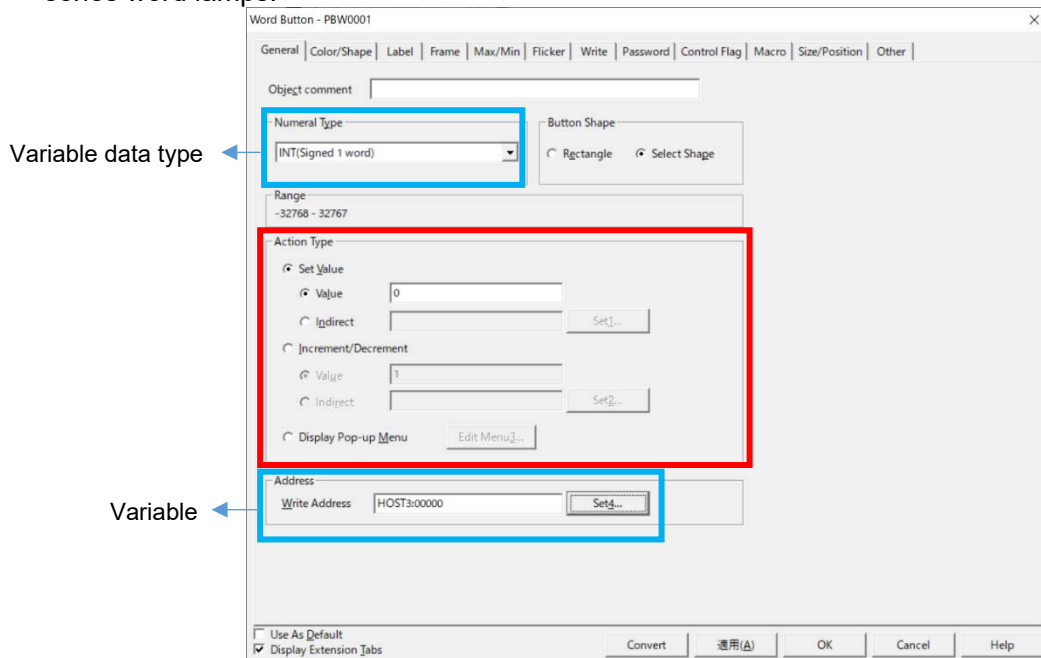 series word lamps.
Word Button - PBW0001
General Color/Shape Label Frame Max/Min Flicker Write Password Control Flag Macro Size/Position Other
Object comment
Numeral Type
Button Shape
Variable data type
INT(Signed 1 word)
Rectangle Select Shape
Range
-32768 - 32767
Action Type
Set Value
Value 0
Indirect Set1...
Increment/Decrement
Value 1
Indirect Set2...
Display Pop-up Menu Edit Menu3...
Address
Variable
Write Address HOST3:00000 Set4...
Use As Default
Display Extension Tabs
Convert 適用(A) OK Cancel Help